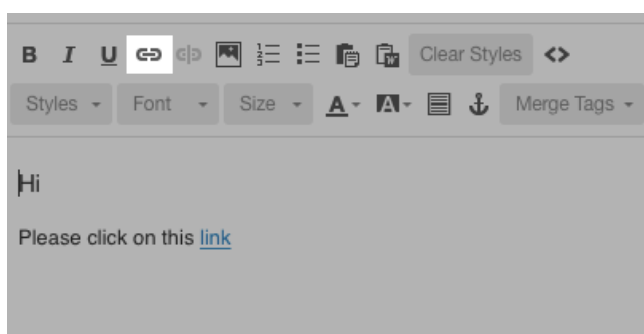 B I U Clear Styles
Styles Font Size A A Merge Tags
Hi
Please click on this link